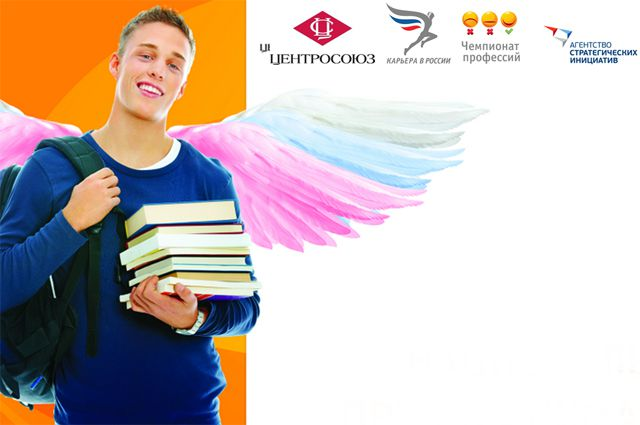 ЦЕНТРОСОЮЗ
КАРЬЕРА В РОССИИ
Чемпионат
профессий
АГЕНТСТВО
СТРАТЕГИЧЕСКИХ
ИНИЦИАТИВ